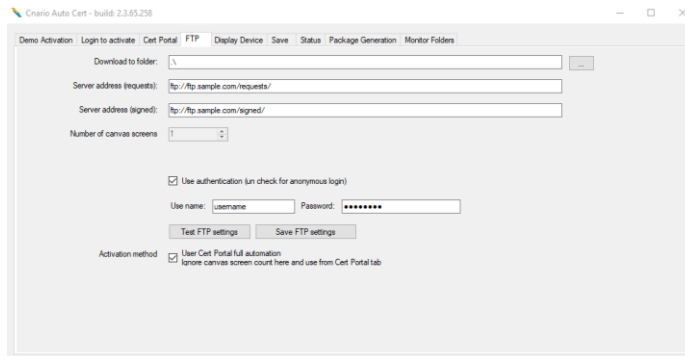 Cnario Auto Cert - build: 2.3.65.258
Demo Activation Login to activate Cert Portal FTP Display Device Save Status Package Generation Monitor Folders
Download to folder: .\ ...
Server address (requests): ftp://ftp.sample.com/requests/
Server address (signed): ftp://ftp.sample.com/signed/
Number of canvas screens 1
Use authentication (un check for anonymous login)
Use name: username Password: ●●●●●●●●
Test FTP settings Save FTP settings
Activation method User Cert Portal full automation
Ignore canvas screen count here and use from Cert Portal tab